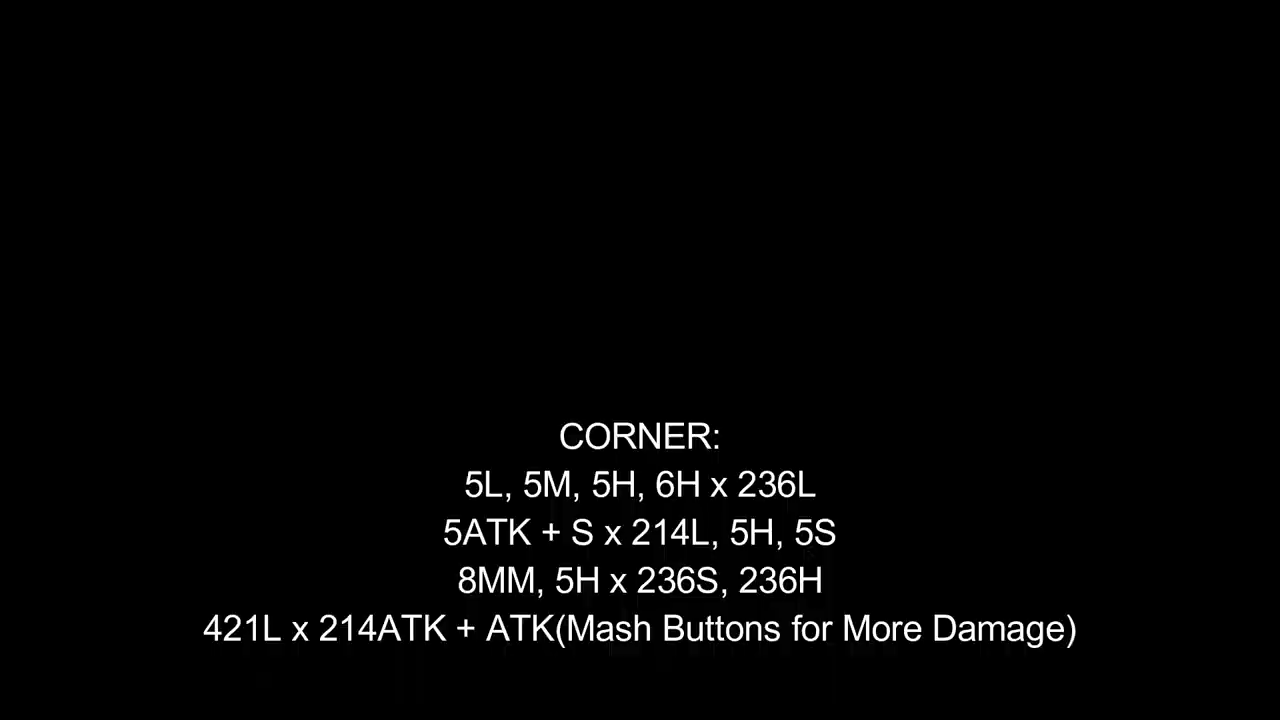 CORNER:
5L, 5M, 5H, 6H x 236L
5ATK + S x 214L, 5H, 5S
8MM, 5H x 236S, 236H
421L x 214ATK + ATK(Mash Buttons for More Damage)